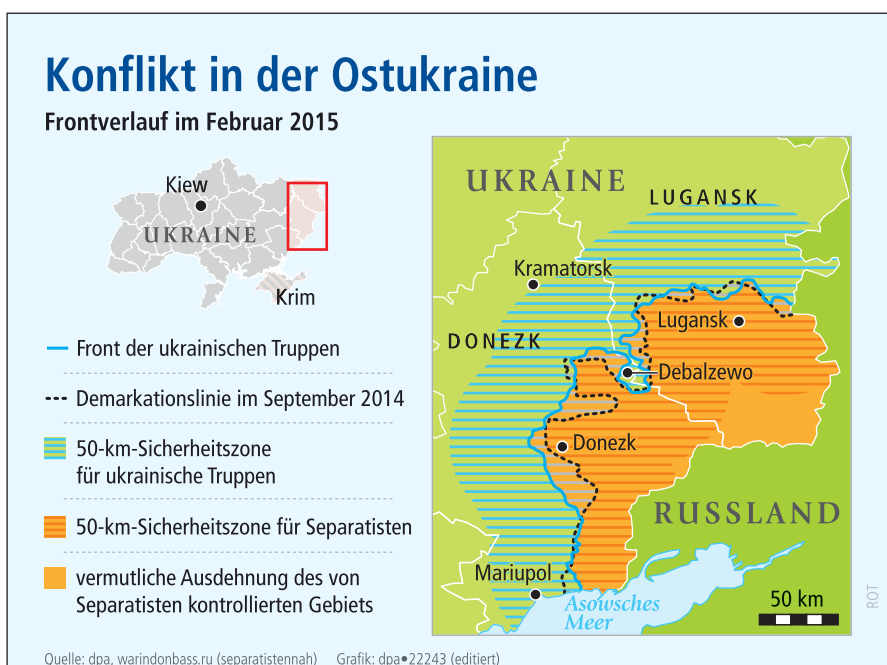 Konflikt in der Ostukraine
Frontverlauf im Februar 2015
Kiew
UKRAINE
Krim
Front der ukrainischen Truppen
Demarkationslinie im September 2014
50-km-Sicherheitszone
für ukrainische Truppen
50-km-Sicherheitszone für Separatisten
vermutliche Ausdehnung des von
Separatisten kontrollierten Gebiets
UKRAINE
LUGANSK
Kramatorsk
Lugansk
DONEZK
Debalzewo
Donezk
RUSSLAND
Mariupol
Asowsches
Meer
50 km
ROT
Quelle: dpa, warindonbass.ru (separatistennah) Grafik: dpa•22243 (editiert)